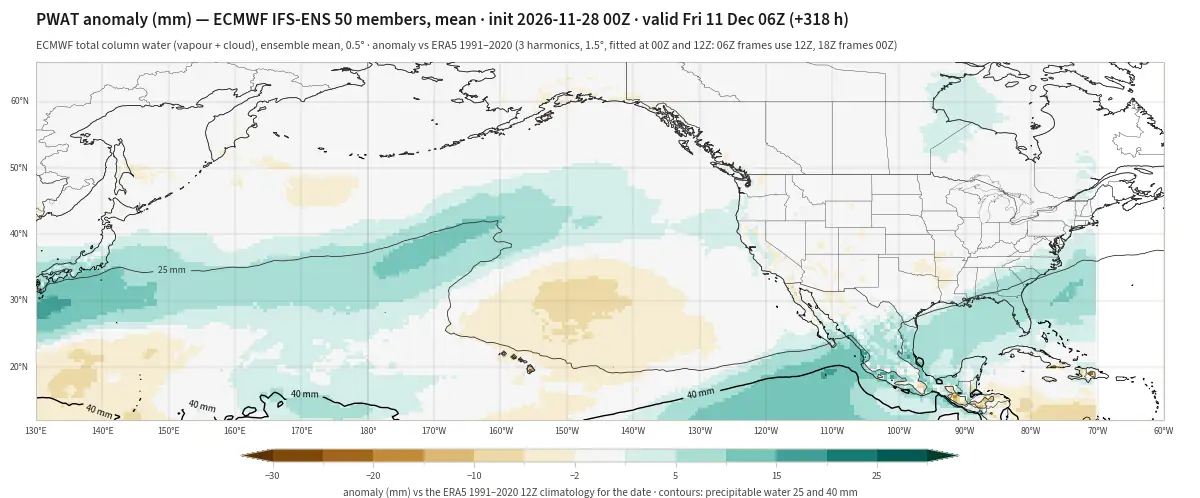 PWAT anomaly (mm) — ECMWF IFS-ENS 50 members, mean · init 2026-11-28 00Z · valid Fri 11 Dec 06Z (+318 h)
ECMWF total column water (vapour + cloud), ensemble mean, 0.5° · anomaly vs ERA5 1991–2020 (3 harmonics, 1.5°, fitted at 00Z and 12Z: 06Z frames use 12Z, 18Z frames 00Z)
60°N
50°N
40°N
30°N
20°N
25 mm
40 mm
40 mm
40 mm
40 mm
130°E 140°E 150°E 160°E 170°E 180° 170°W 160°W 150°W 140°W 130°W 120°W 110°W 100°W 90°W 80°W 70°W 60°W
−30 −20 −10 −2 5 15 25
anomaly (mm) vs the ERA5 1991–2020 12Z climatology for the date · contours: precipitable water 25 and 40 mm